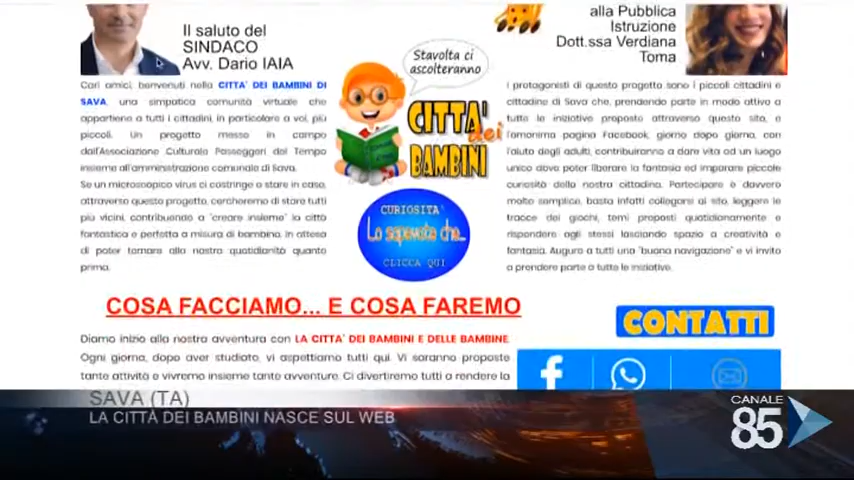 Il saluto del
SINDACO
Avv. Dario IAIA
Cari amici, benvenuti nella CITTA' DEI BAMBINI DI
SAVA, una simpatica comunità virtuale che
appartiene a tutti i cittadini, in particolare a voi, più
piccoli. Un progetto messo in campo
dall'Associazione Culturale Passeggeri del Tempo
insieme all'amministrazione comunale di Sava.
Se un microscopico virus ci costringe a stare in casa,
attraverso questo progetto, cercheremo di stare tutti
più vicini, contribuendo a "creare insieme" la città
fantastica e perfetta a misura di bambino. In attesa
di poter tornare alla nostra quotidianità quanto
prima.
Stavolta ci
ascolteranno
CITTA'
dei
BAMBINI
CURIOSITA'
Lo sapevate che...
CLICCA QUI
alla Pubblica
Istruzione
Dott.ssa Verdiana
Toma
I protagonisti di questo progetto sono i piccoli cittadini e
cittadine di Sava che, prendendo parte in modo attivo a
tutte le iniziative proposte attraverso questo sito, e
l'omonima pagina Facebook, giorno dopo giorno, con
l'aiuto degli adulti, contribuiranno a dare vita ad un luogo
unico dove poter liberare la fantasia ed imparare piccole
curiosità della nostra cittadina. Partecipare è davvero
molto semplice, basta infatti collegarsi al sito, leggere le
tracce dei giochi, temi proposti quotidianamente e
rispondere agli stessi lasciando spazio a creatività e
fantasia. Auguro a tutti una "buona navigazione" e vi invito
a prendere parte a tutte le iniziative.
COSA FACCIAMO... E COSA FAREMO
Diamo inizio alla nostra avventura con LA CITTA' DEI BAMBINI E DELLE BAMBINE.
Ogni giorno, dopo aver studiato, vi aspettiamo tutti qui. Vi saranno proposte
tante attività e vivremo insieme tante avventure. Ci divertiremo tutti a rendere la
CONTATTI
SAVA (TA)
LA CITTÀ DEI BAMBINI NASCE SUL WEB
CANALE
85